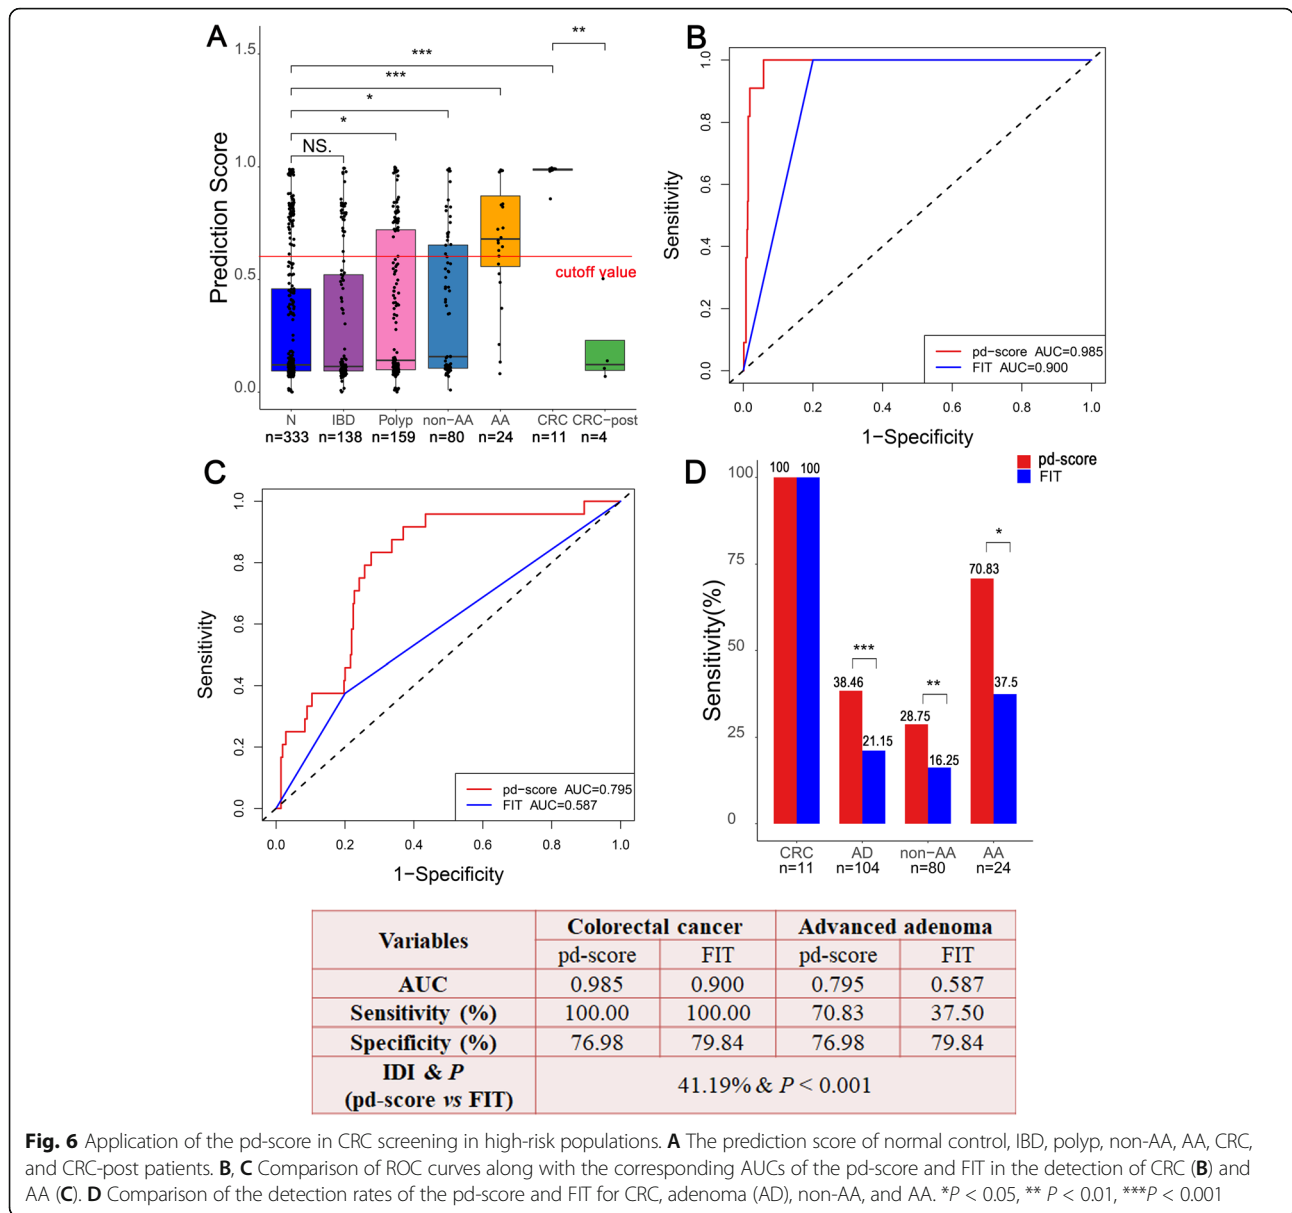 A
Prediction Score
1.5
1.0
0.5
0.0
***
***
*
*
NS.
**
cutoff value
N IBD Polyp non-AA AA CRC CRC-post
n=333 n=138 n=159 n=80 n=24 n=11 n=4
B
Sensitivity
1.0
0.8
0.6
0.4
0.2
0.0
pd-score AUC=0.985
FIT AUC=0.900
0.0 0.2 0.4 0.6 0.8 1.0
1-Specificity
C
Sensitivity
1.0
0.8
0.6
0.4
0.2
0.0
pd-score AUC=0.795
FIT AUC=0.587
0.0 0.2 0.4 0.6 0.8 1.0
1-Specificity
D
pd-score
FIT
Sensitivity(%)
100
75
50
25
0
100 100
38.46 *** 21.15
28.75 ** 16.25
70.83 * 37.5
CRC AD non-AA AA
n=11 n=104 n=80 n=24
Variables Colorectal cancer Advanced adenoma
pd-score FIT pd-score FIT
AUC 0.985 0.900 0.795 0.587
Sensitivity (%) 100.00 100.00 70.83 37.50
Specificity (%) 76.98 79.84 76.98 79.84
IDI & P
(pd-score vs FIT) 41.19% & P < 0.001
Fig. 6 Application of the pd-score in CRC screening in high-risk populations. A The prediction score of normal control, IBD, polyp, non-AA, AA, CRC,
and CRC-post patients. B, C Comparison of ROC curves along with the corresponding AUCs of the pd-score and FIT in the detection of CRC (B) and
AA (C). D Comparison of the detection rates of the pd-score and FIT for CRC, adenoma (AD), non-AA, and AA. *P < 0.05, ** P < 0.01, ***P < 0.001